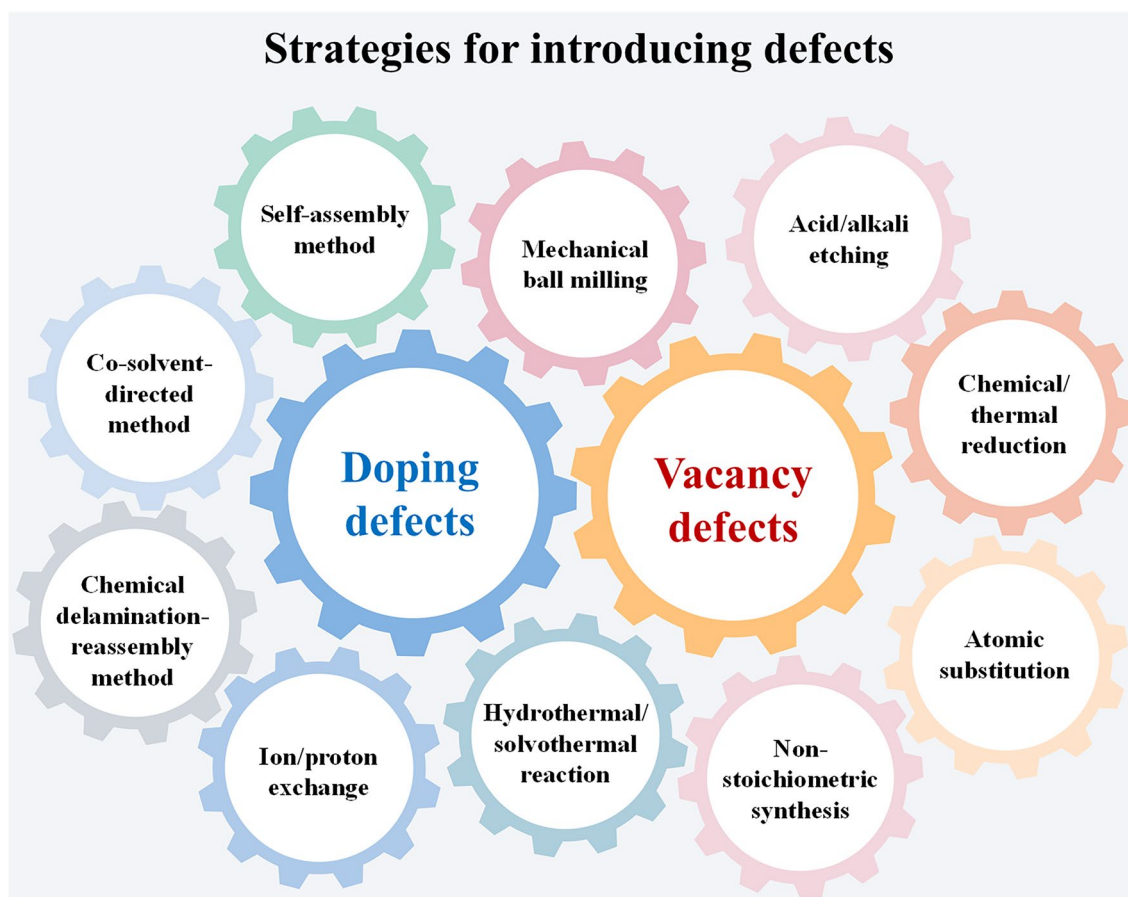 Strategies for introducing defects
Self-assembly
method
Mechanical
ball milling
Acid/alkali
etching
Co-solvent-
directed
method
Chemical/
thermal
reduction
Doping
defects
Vacancy
defects
Chemical
delamination-
reassembly
method
Atomic
substitution
Ion/proton
exchange
Hydrothermal/
solvothermal
reaction
Non-
stoichiometric
synthesis